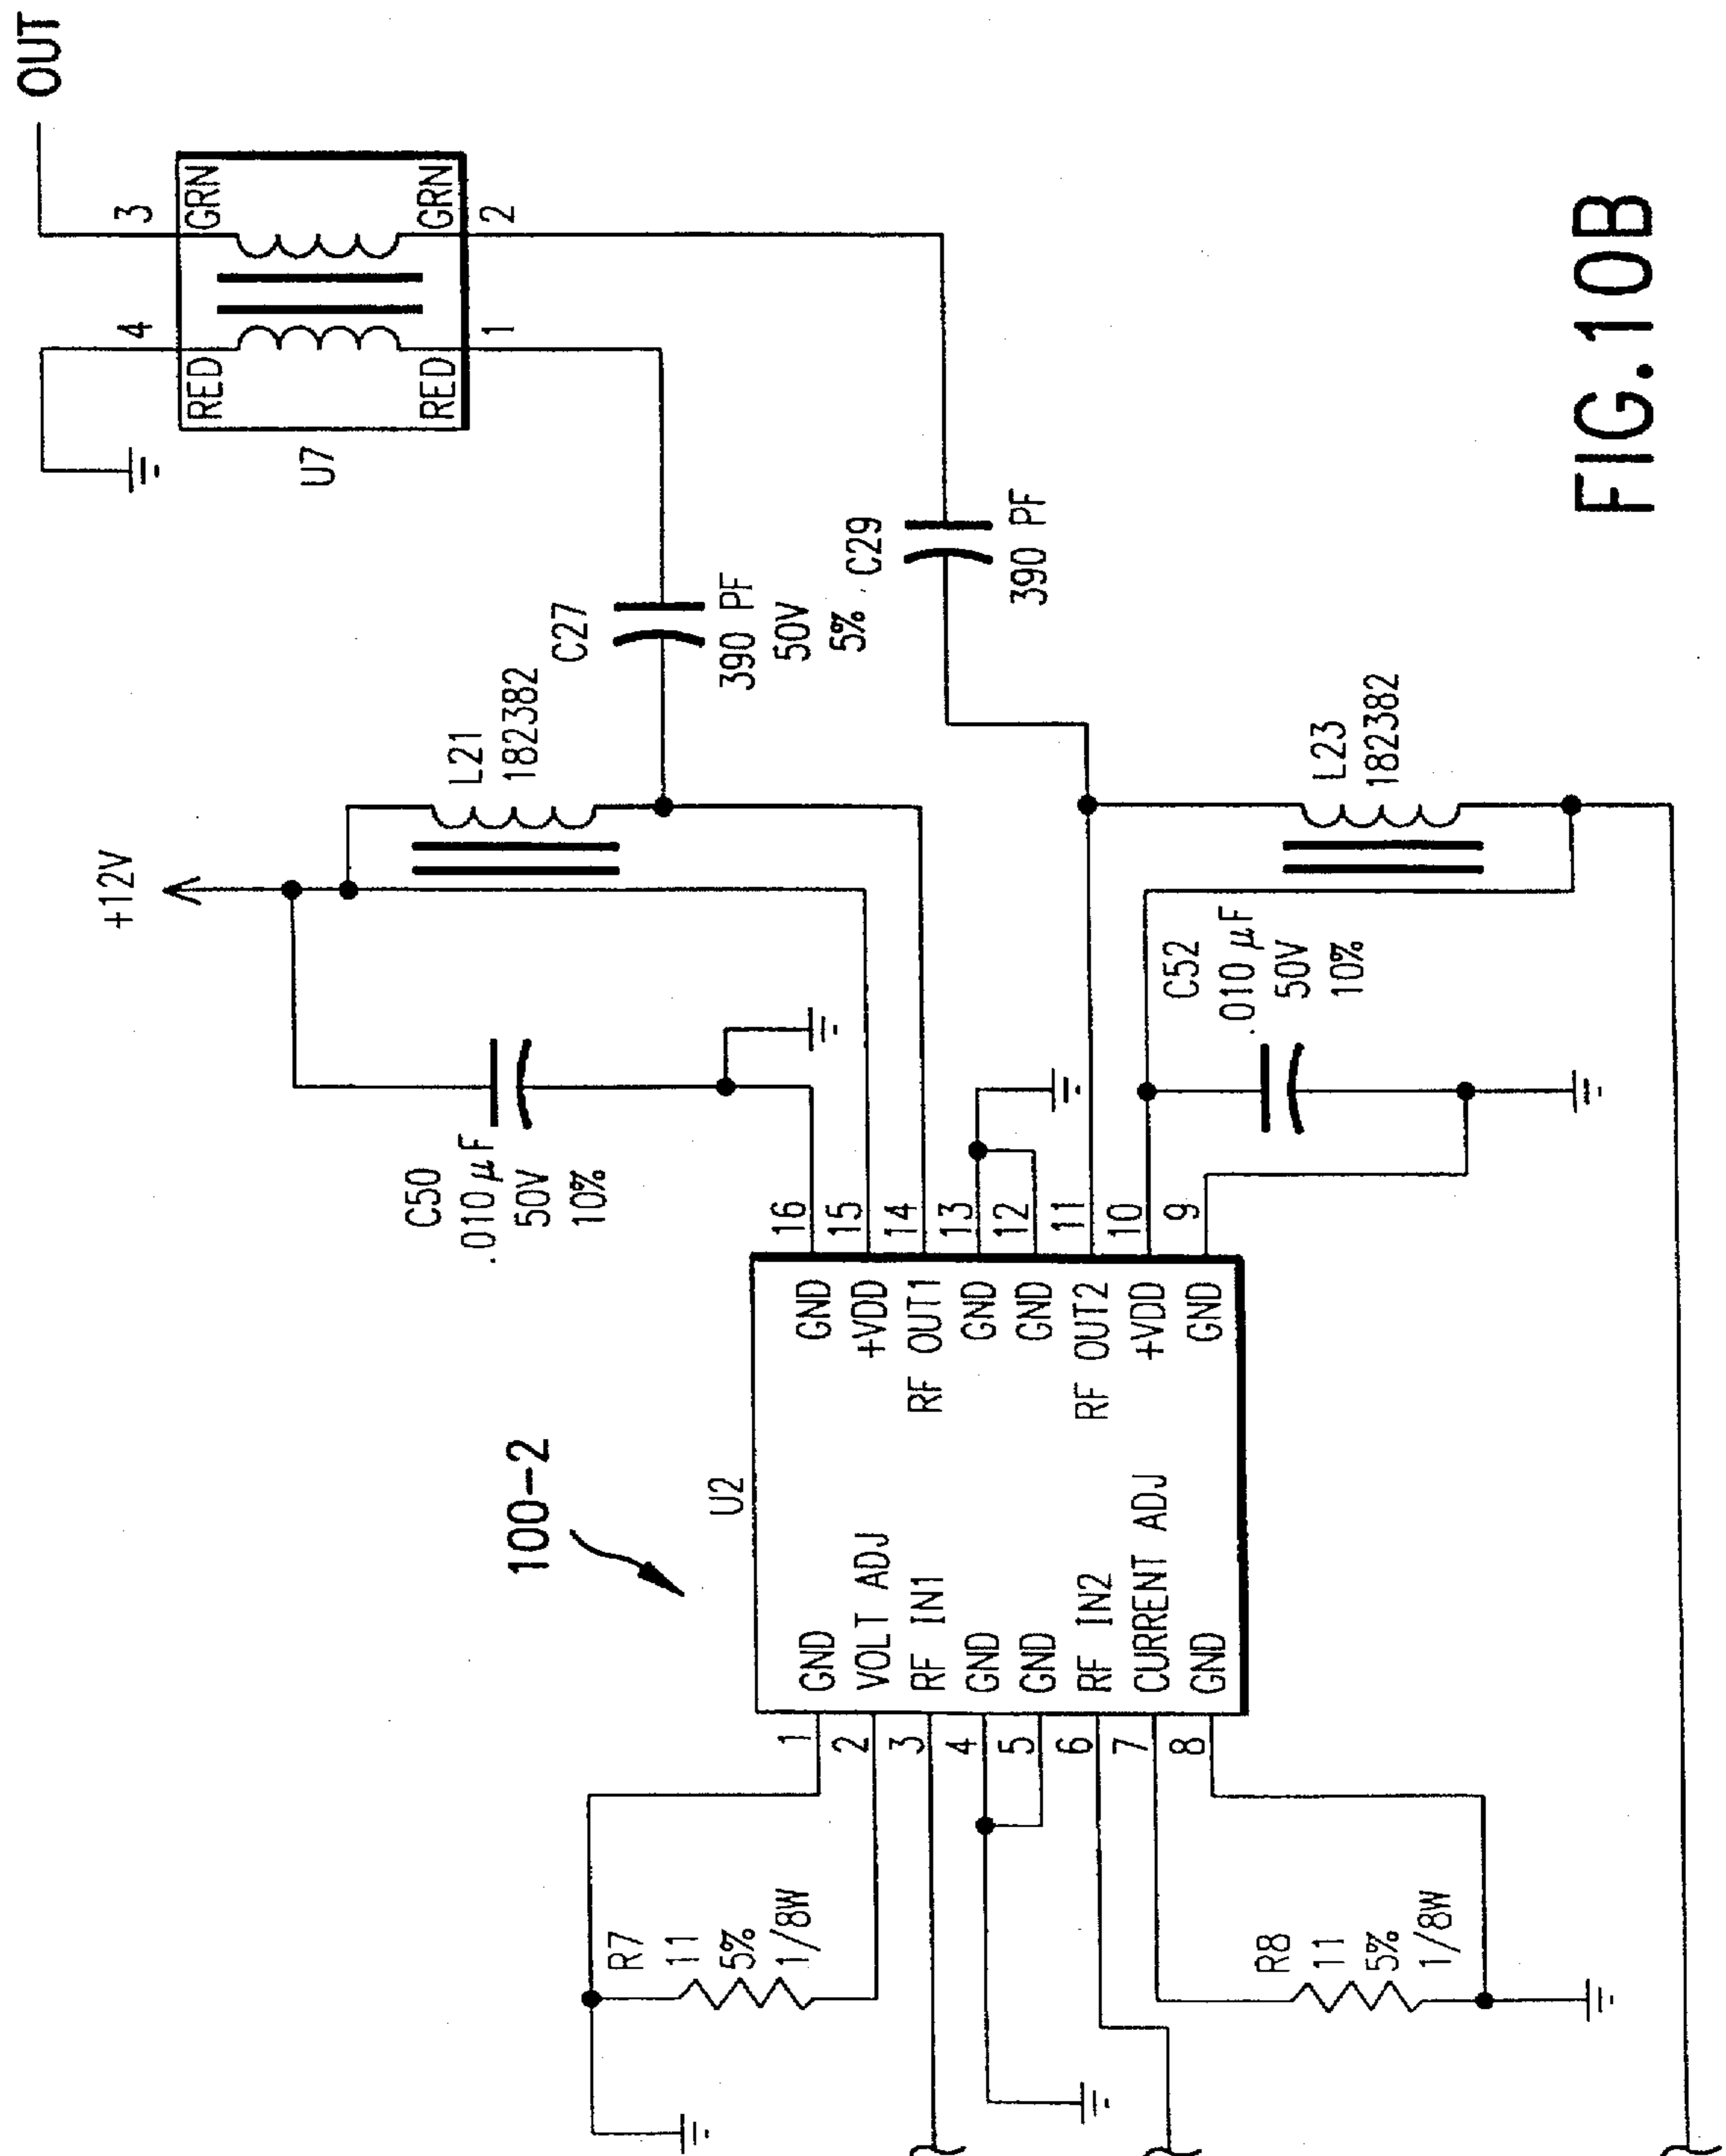 OUT
3
4
GRN
RED
GRN
RED
2
1
U7
+12V
L21
182382
C27
390 PF
50V
5%
C29
390 PF
C50
.010 µF
50V
10%
100-2
U2
16
15
14
13
12
11
10
9
GND
+VDD
RF OUT1
GND
GND
RF OUT2
+VDD
GND
GND
VOLT ADJ
RF IN1
GND
GND
RF IN2
CURRENT ADJ
GND
1
2
3
4
5
6
7
8
R7
11
5%
1/8W
R8
11
5%
1/8W
C52
.010 µF
50V
10%
L23
182382
FIG.10B